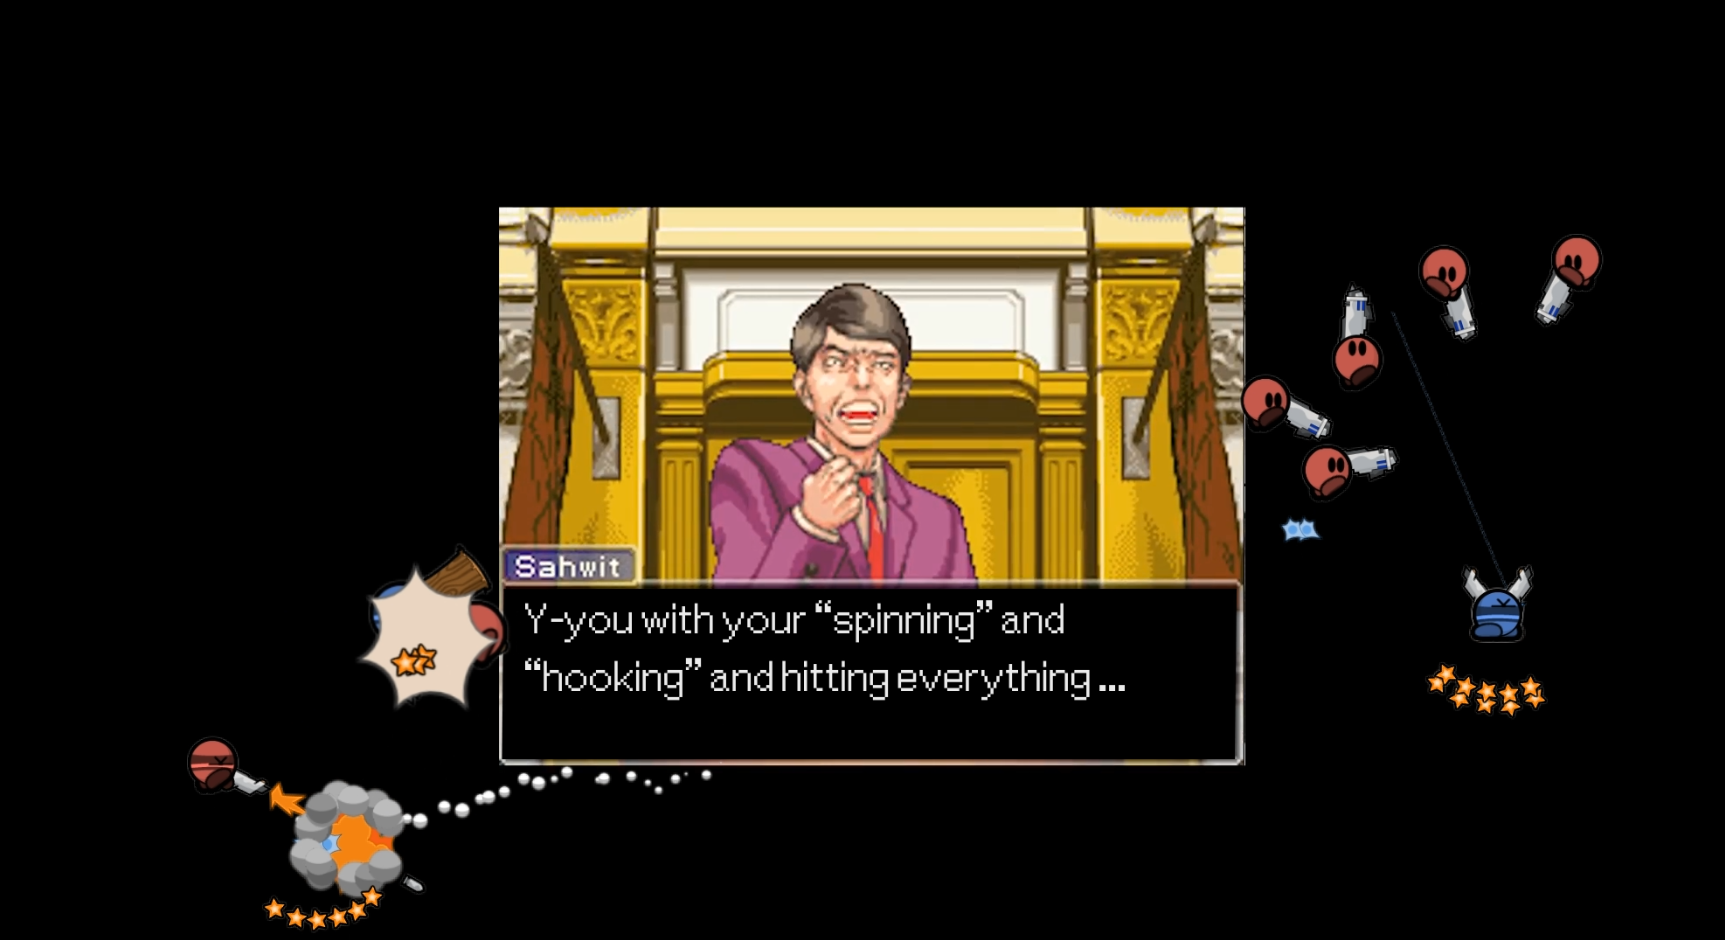 Sahwit
Y-you with your “spinning” and
“hooking” and hitting everything ...